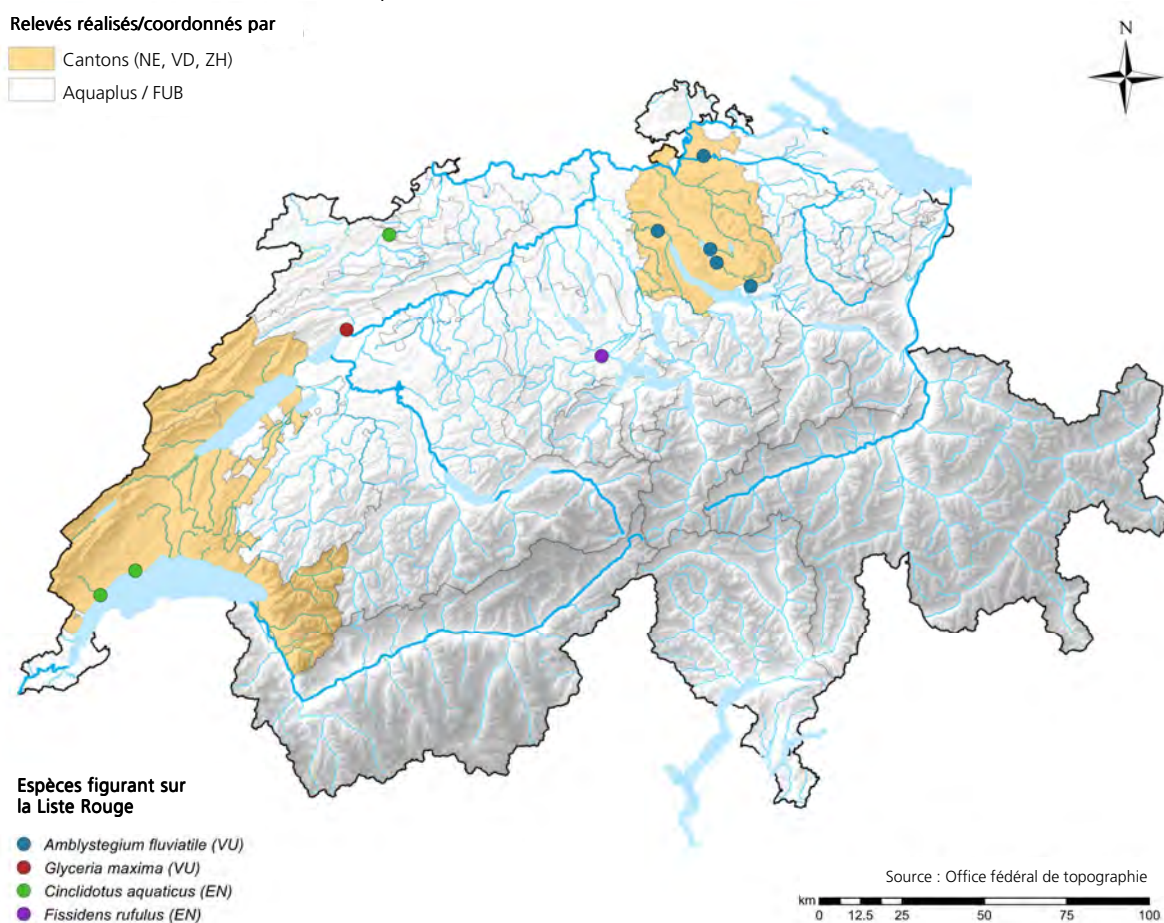 Relevés réalisés/coordonnés par
Cantons (NE, VD, ZH)
Aquaplus / FUB
N
Espèces figurant sur
la Liste Rouge
Amblystegium fluviatile (VU)
Glyceria maxima (VU)
Cinclidotus aquaticus (EN)
Fissidens rufulus (EN)
Source : Office fédéral de topographie
km
0 12.5 25 50 75 100